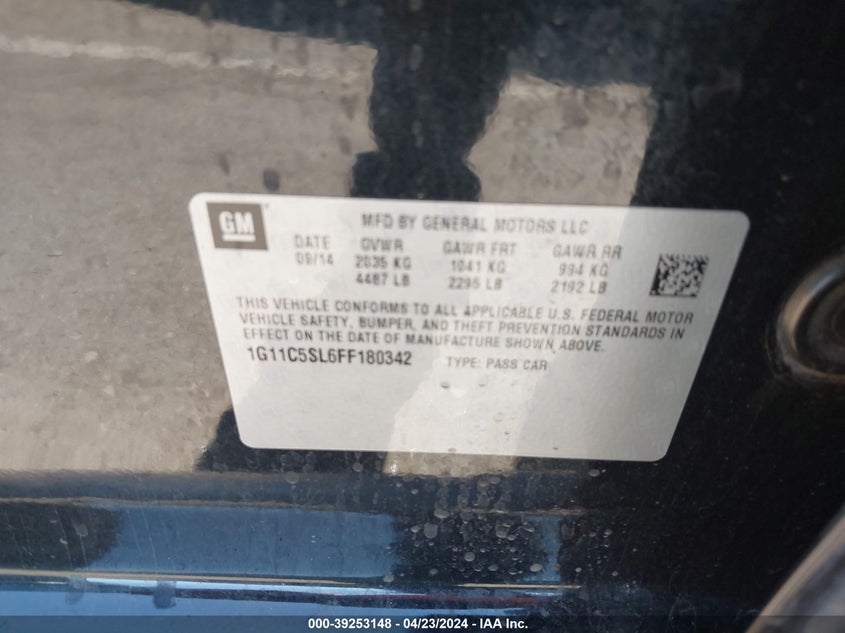 GM
MFD BY GENERAL MOTORS LLC
DATE GVWR GAWR FRT GAWR RR
09/14 2035 KG 1041 KG 994 KG
4487 LB 2295 LB 2192 LB
THIS VEHICLE CONFORMS TO ALL APPLICABLE U.S. FEDERAL MOTOR
VEHICLE SAFETY, BUMPER, AND THEFT PREVENTION STANDARDS IN
EFFECT ON THE DATE OF MANUFACTURE SHOWN ABOVE.
1G11C5SL6FF180342 TYPE: PASS CAR
000-39253148 - 04/23/2024 - IAA Inc.